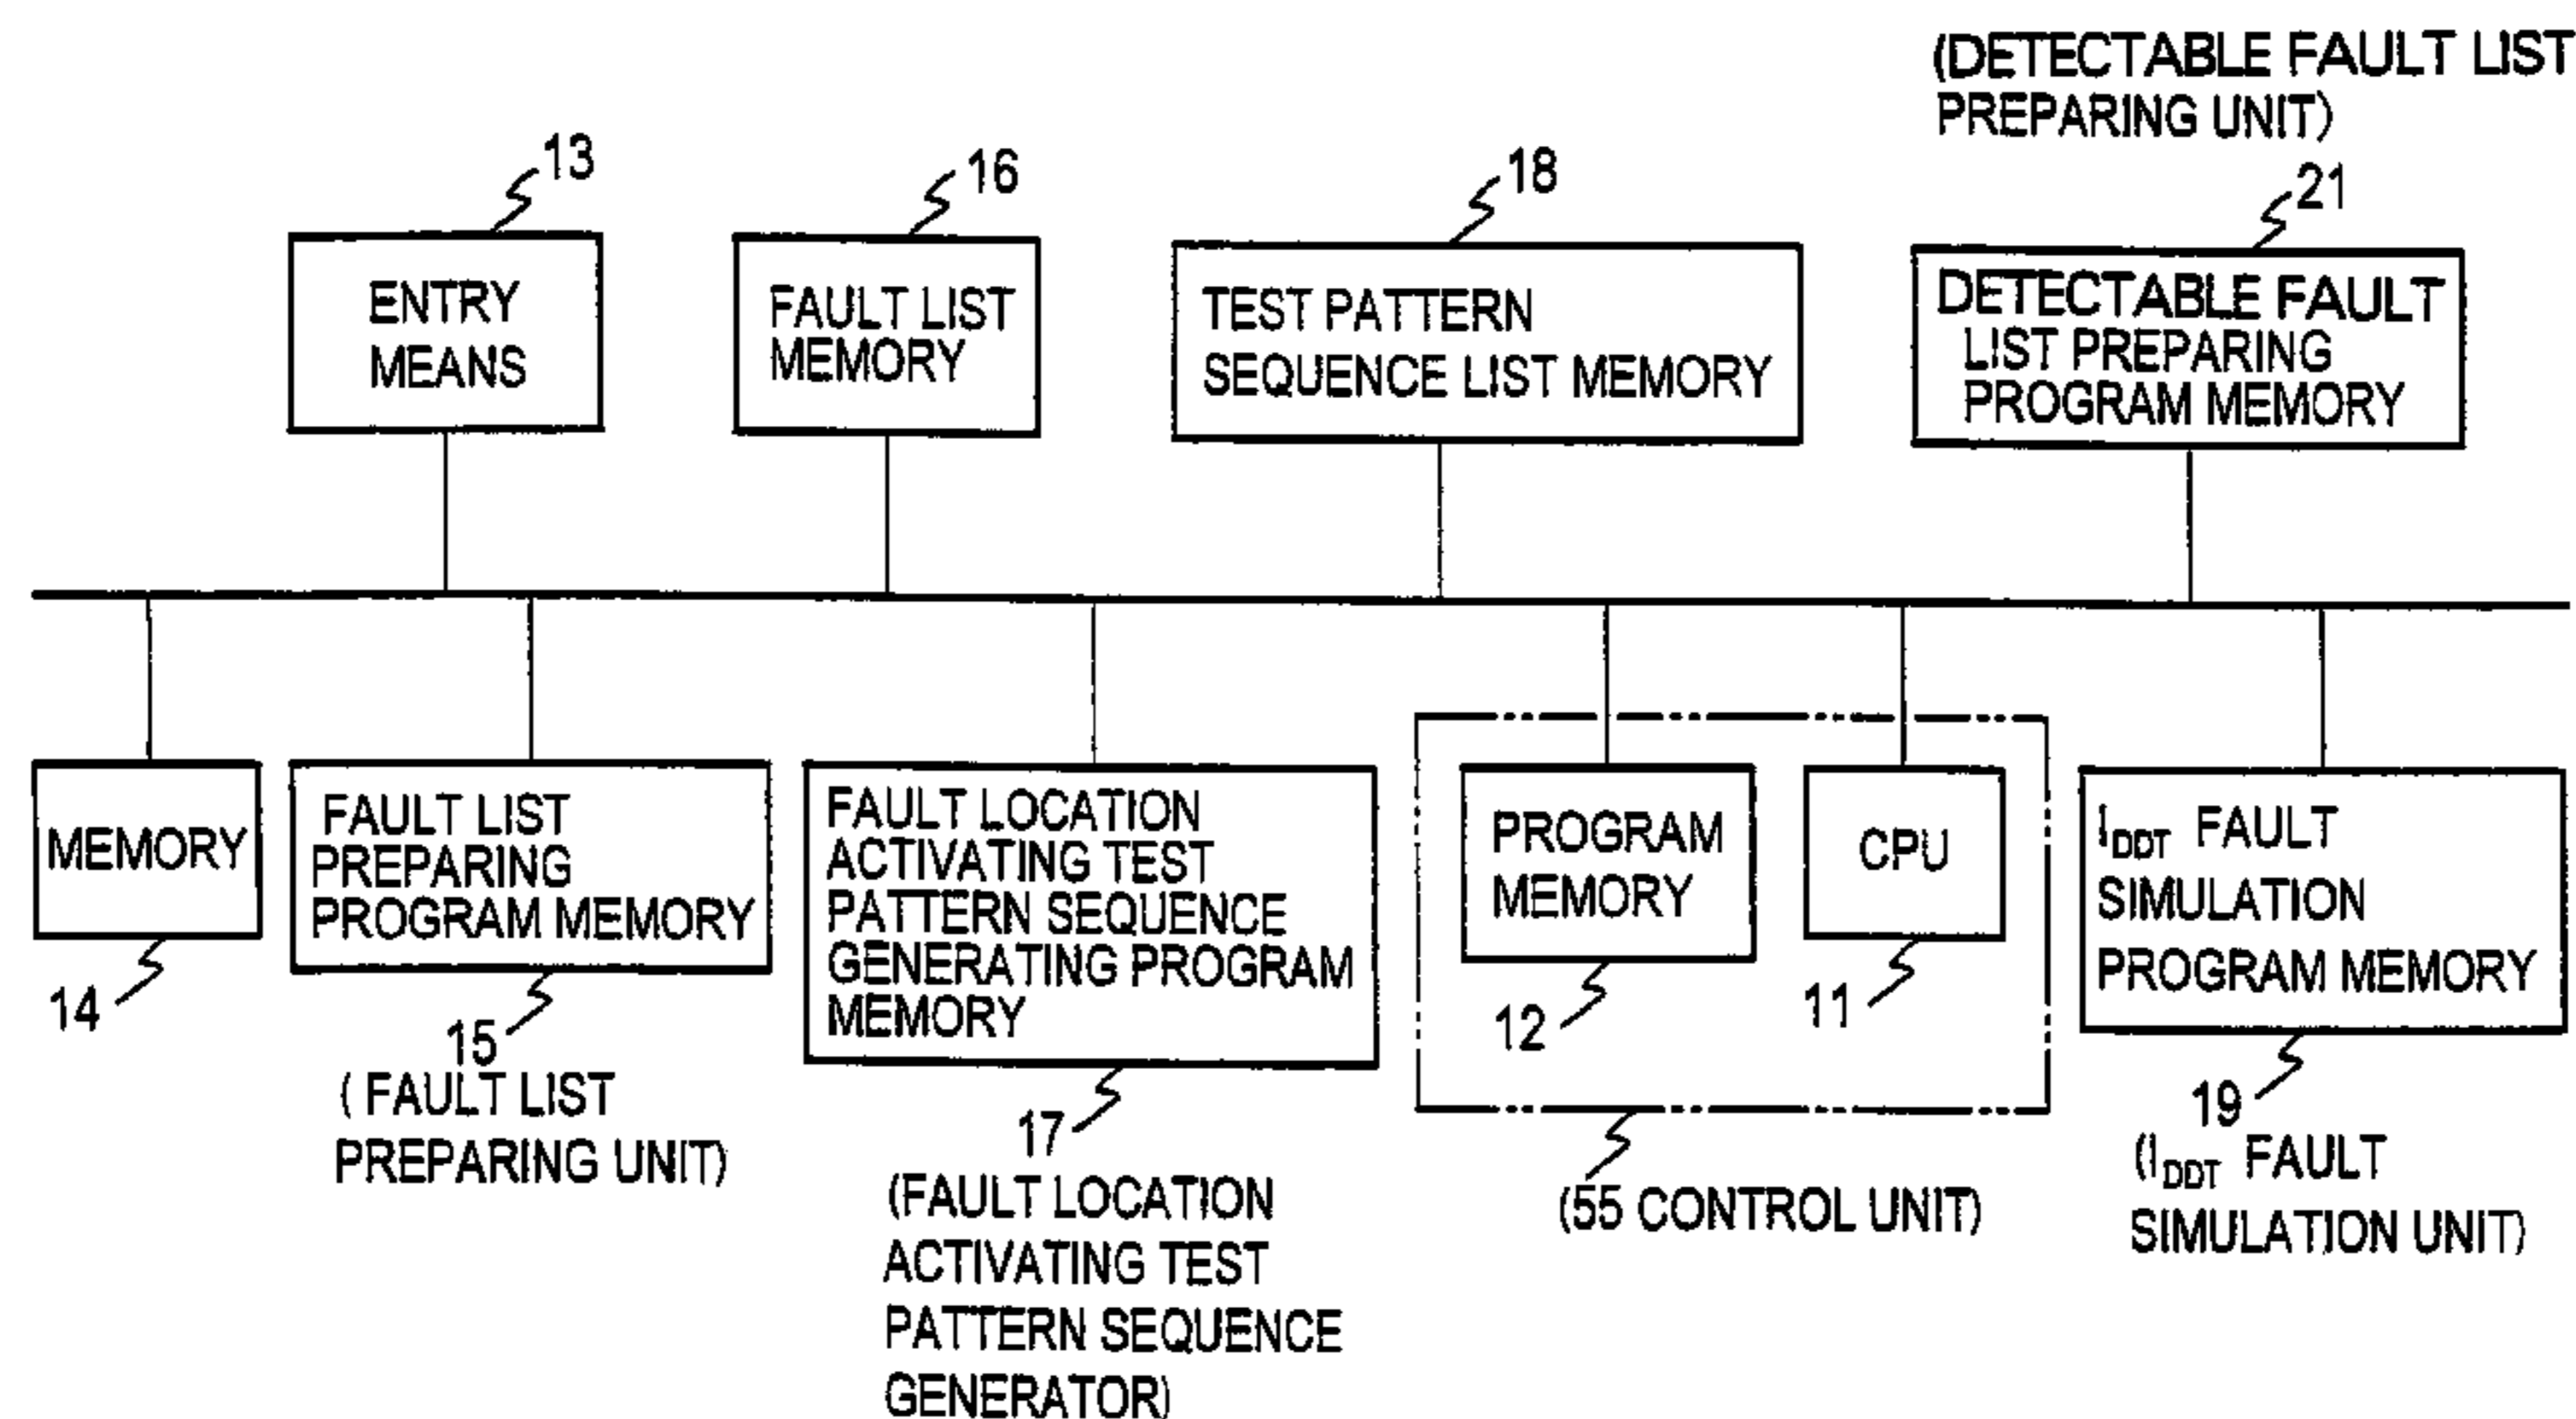 (DETECTABLE FAULT LIST
PREPARING UNIT)
13
16
18
21
ENTRY
MEANS
FAULT LIST
MEMORY
TEST PATTERN
SEQUENCE LIST MEMORY
DETECTABLE FAULT
LIST PREPARING
PROGRAM MEMORY
MEMORY
14
FAULT LIST
PREPARING
PROGRAM MEMORY
15
( FAULT LIST
PREPARING UNIT)
FAULT LOCATION
ACTIVATING TEST
PATTERN SEQUENCE
GENERATING PROGRAM
MEMORY
17
(FAULT LOCATION
ACTIVATING TEST
PATTERN SEQUENCE
GENERATOR)
PROGRAM
MEMORY
12
CPU
11
(55 CONTROL UNIT)
IDDT FAULT
SIMULATION
PROGRAM MEMORY
19
(IDDT FAULT
SIMULATION UNIT)